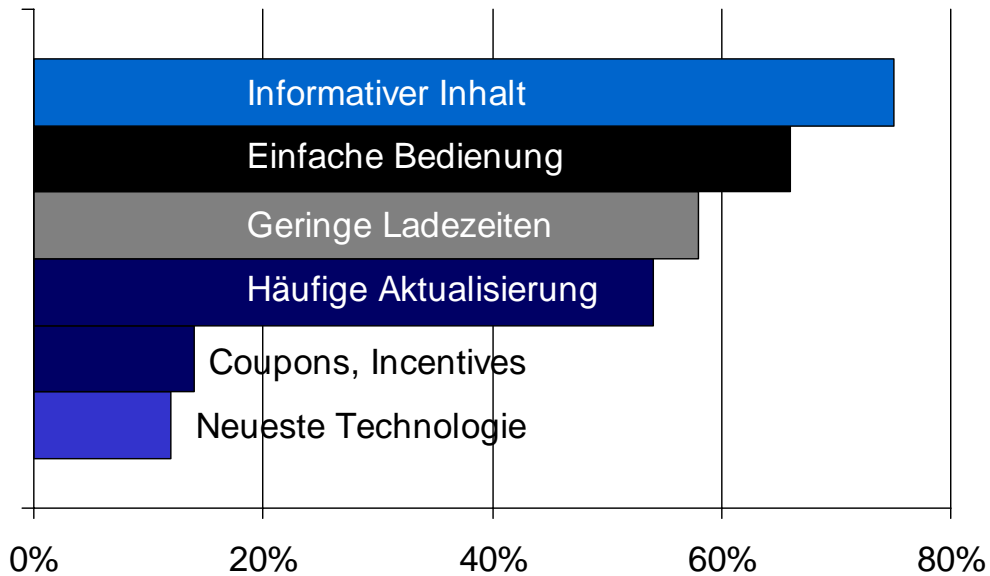 Informativer Inhalt
Einfache Bedienung
Geringe Ladezeiten
Häufige Aktualisierung
Coupons, Incentives
Neueste Technologie
0% 20% 40% 60% 80%